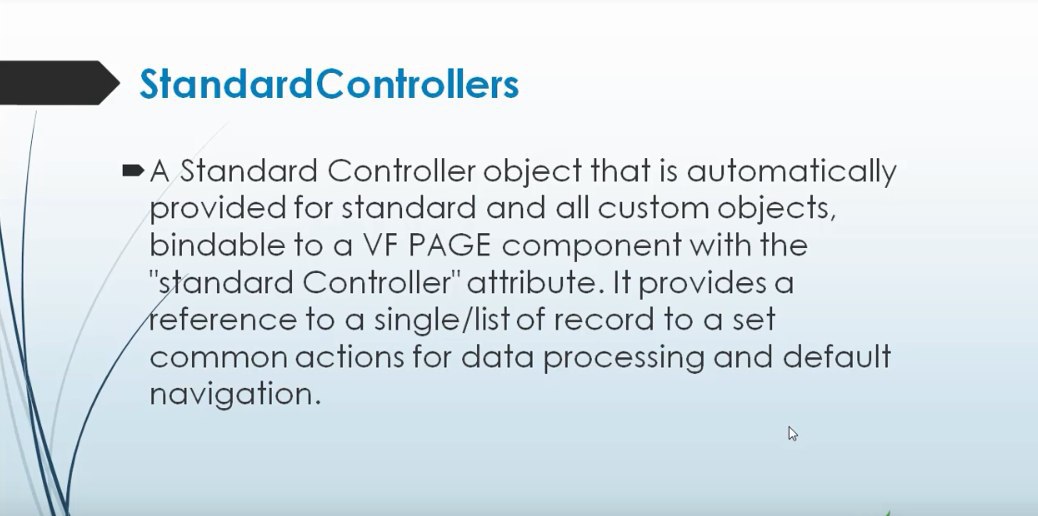 StandardControllers
A Standard Controller object that is automatically
provided for standard and all custom objects,
bindable to a VF PAGE component with the
"standard Controller" attribute. It provides a
reference to a single/list of record to a set
common actions for data processing and default
navigation.